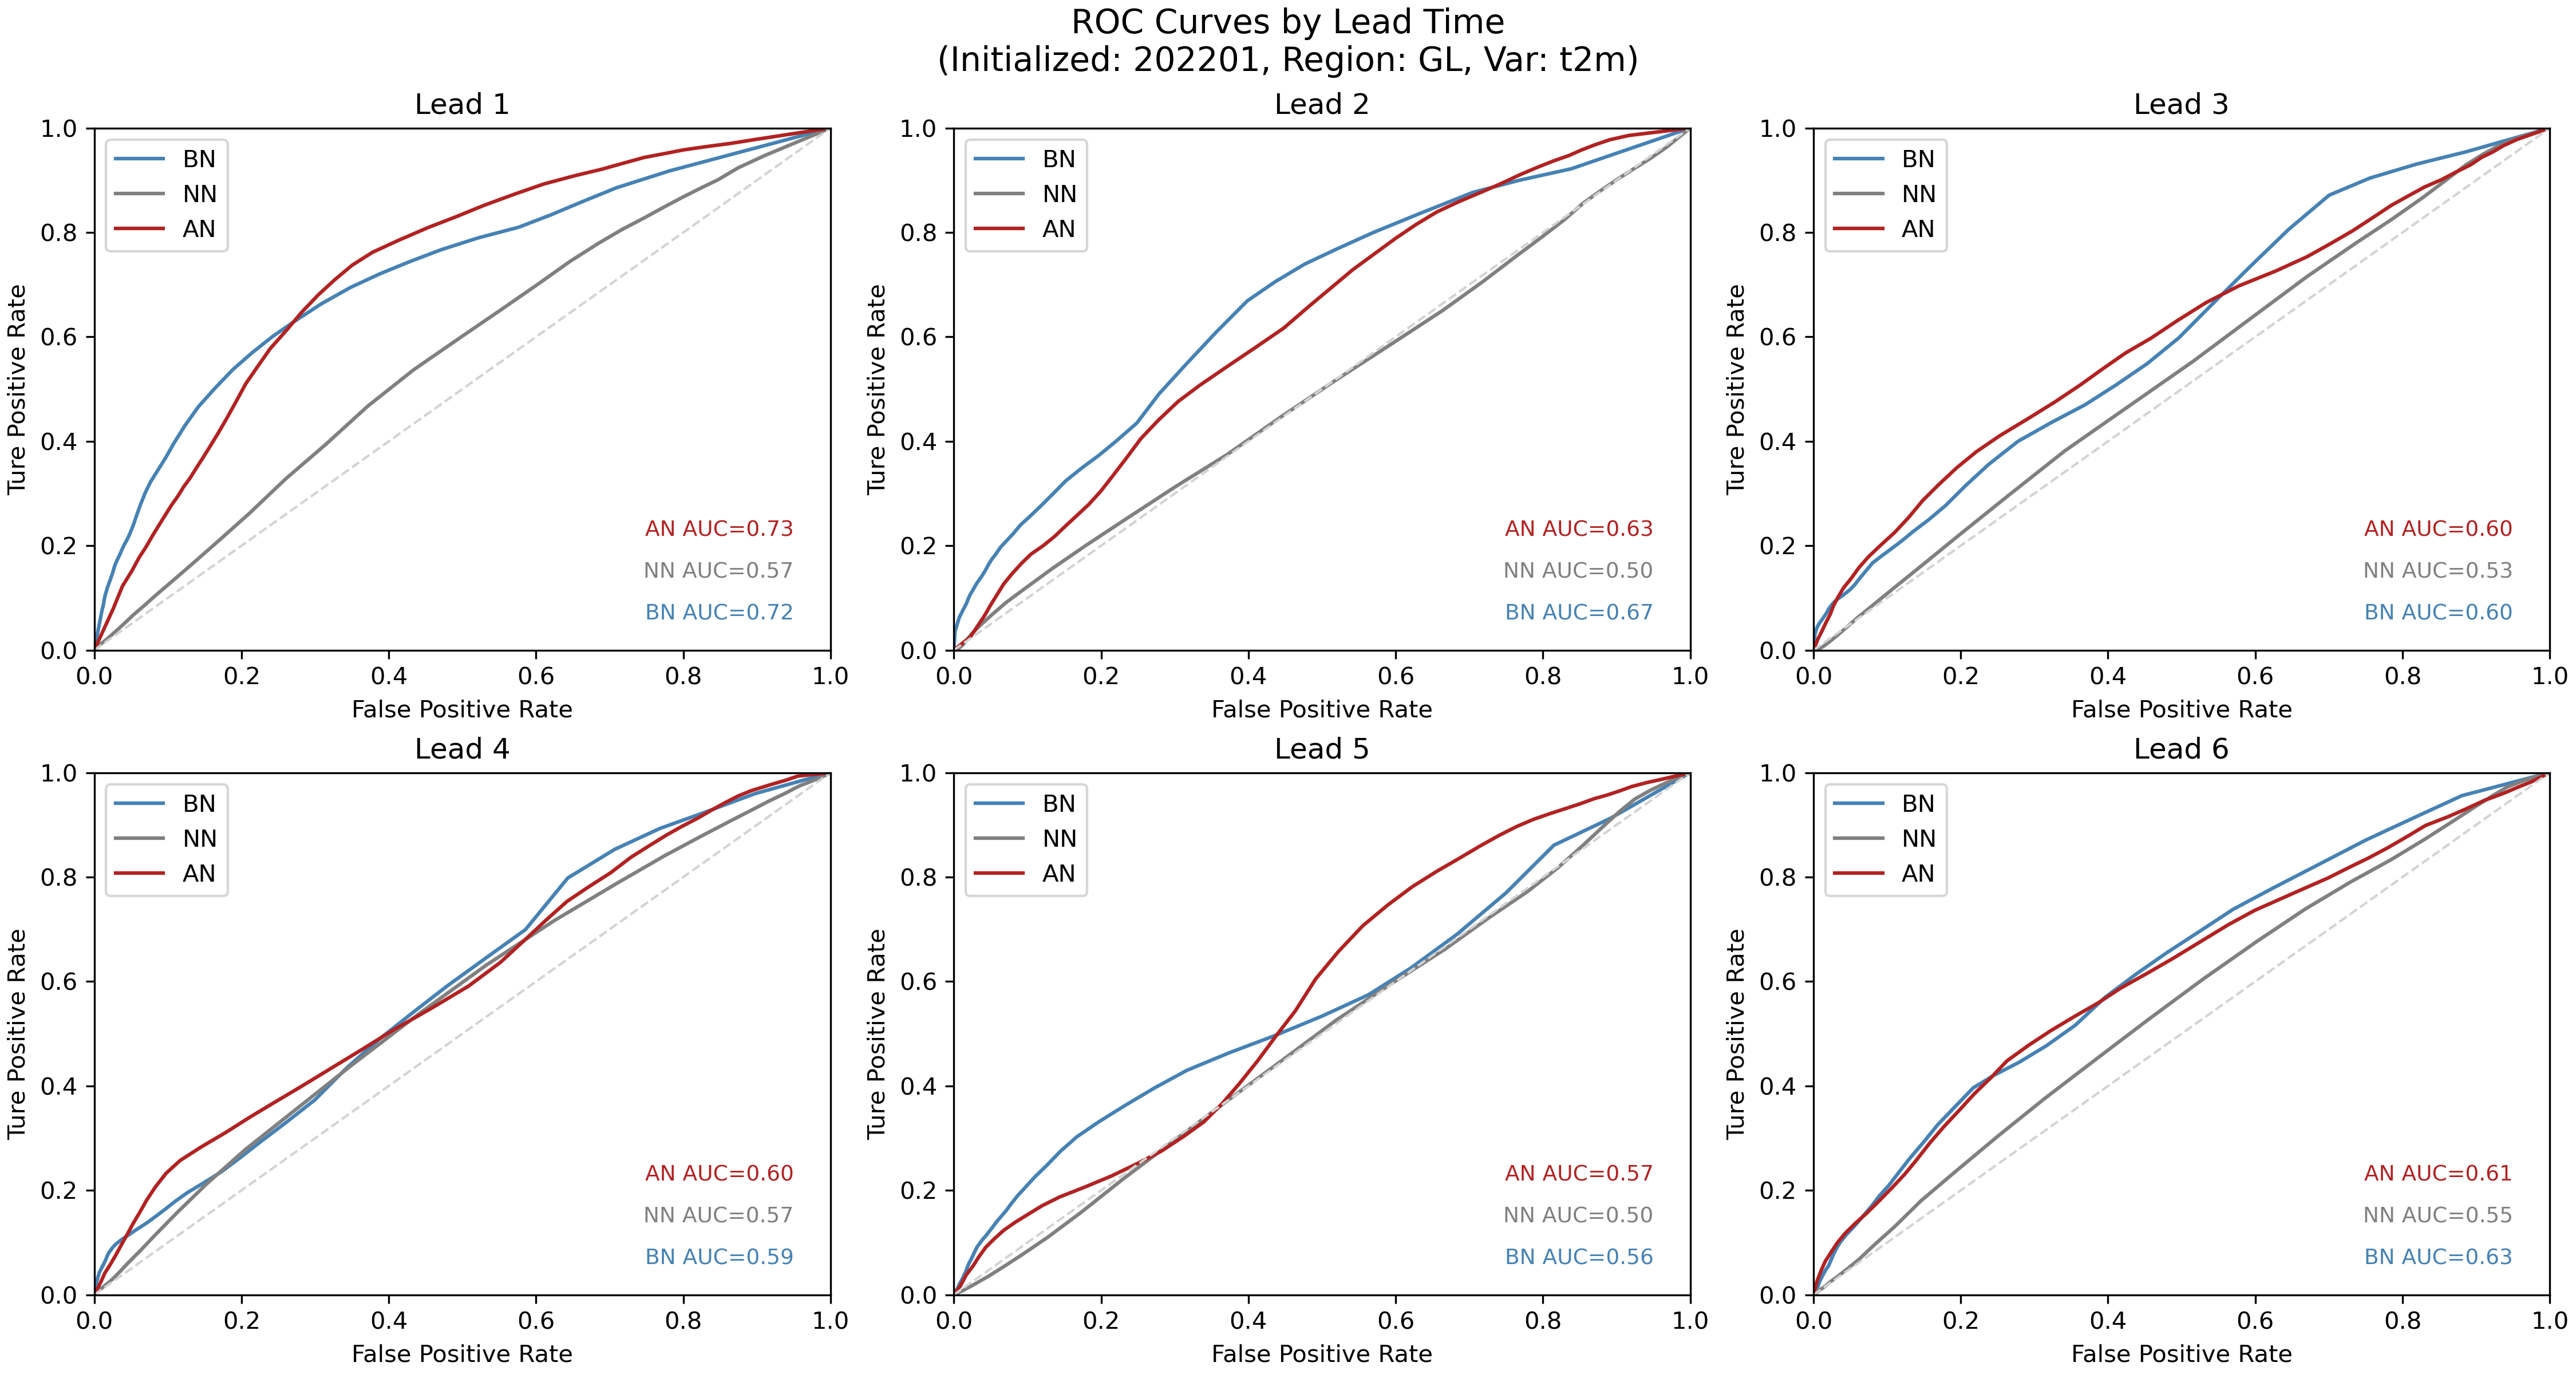 ROC Curves by Lead Time
(Initialized: 202201, Region: GL, Var: t2m)
Lead 1
1.0
0.8
0.6
0.4
0.2
0.0
Ture Positive Rate
BN
NN
AN
AN AUC=0.73
NN AUC=0.57
BN AUC=0.72
0.0 0.2 0.4 0.6 0.8 1.0
False Positive Rate
Lead 2
1.0
0.8
0.6
0.4
0.2
0.0
Ture Positive Rate
BN
NN
AN
AN AUC=0.63
NN AUC=0.50
BN AUC=0.67
0.0 0.2 0.4 0.6 0.8 1.0
False Positive Rate
Lead 3
1.0
0.8
0.6
0.4
0.2
0.0
Ture Positive Rate
BN
NN
AN
AN AUC=0.60
NN AUC=0.53
BN AUC=0.60
0.0 0.2 0.4 0.6 0.8 1.0
False Positive Rate
Lead 4
1.0
0.8
0.6
0.4
0.2
0.0
Ture Positive Rate
BN
NN
AN
AN AUC=0.60
NN AUC=0.57
BN AUC=0.59
0.0 0.2 0.4 0.6 0.8 1.0
False Positive Rate
Lead 5
1.0
0.8
0.6
0.4
0.2
0.0
Ture Positive Rate
BN
NN
AN
AN AUC=0.57
NN AUC=0.50
BN AUC=0.56
0.0 0.2 0.4 0.6 0.8 1.0
False Positive Rate
Lead 6
1.0
0.8
0.6
0.4
0.2
0.0
Ture Positive Rate
BN
NN
AN
AN AUC=0.61
NN AUC=0.55
BN AUC=0.63
0.0 0.2 0.4 0.6 0.8 1.0
False Positive Rate